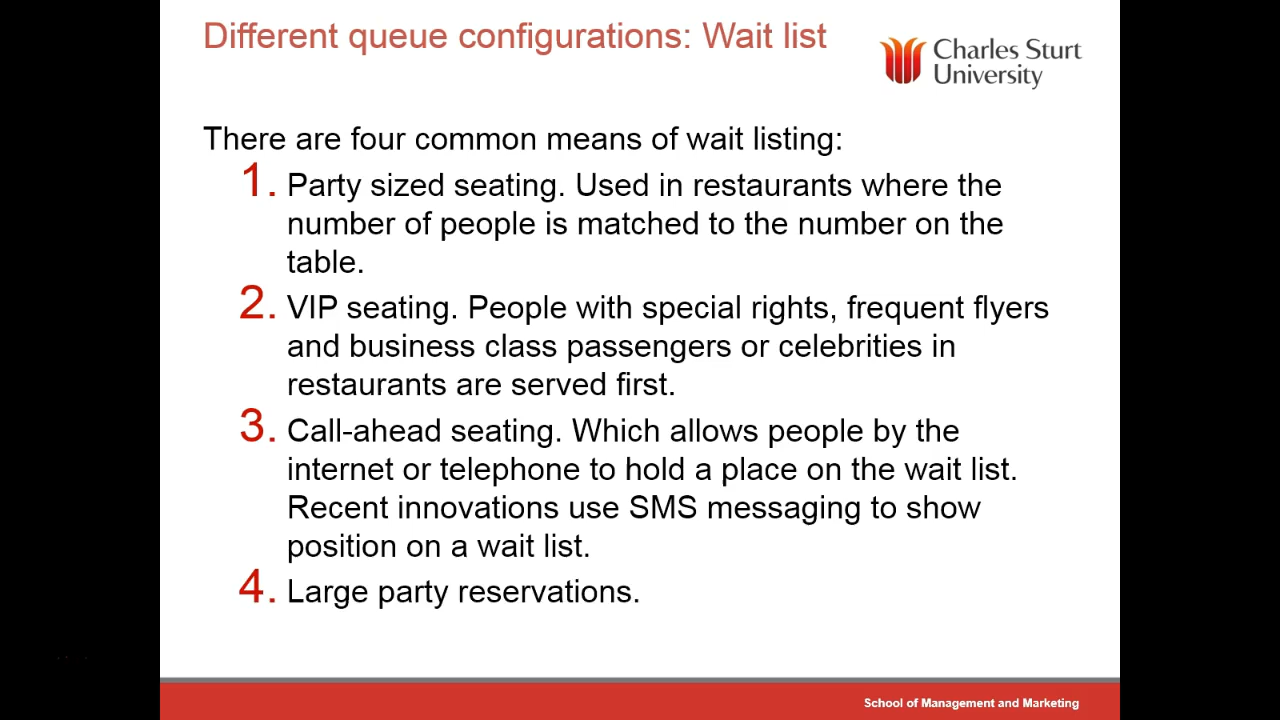 Different queue configurations: Wait list
Charles Sturt
University
There are four common means of wait listing:
1. Party sized seating. Used in restaurants where the
number of people is matched to the number on the
table.
2. VIP seating. People with special rights, frequent flyers
and business class passengers or celebrities in
restaurants are served first.
3. Call-ahead seating. Which allows people by the
internet or telephone to hold a place on the wait list.
Recent innovations use SMS messaging to show
position on a wait list.
4. Large party reservations.
School of Management and Marketing